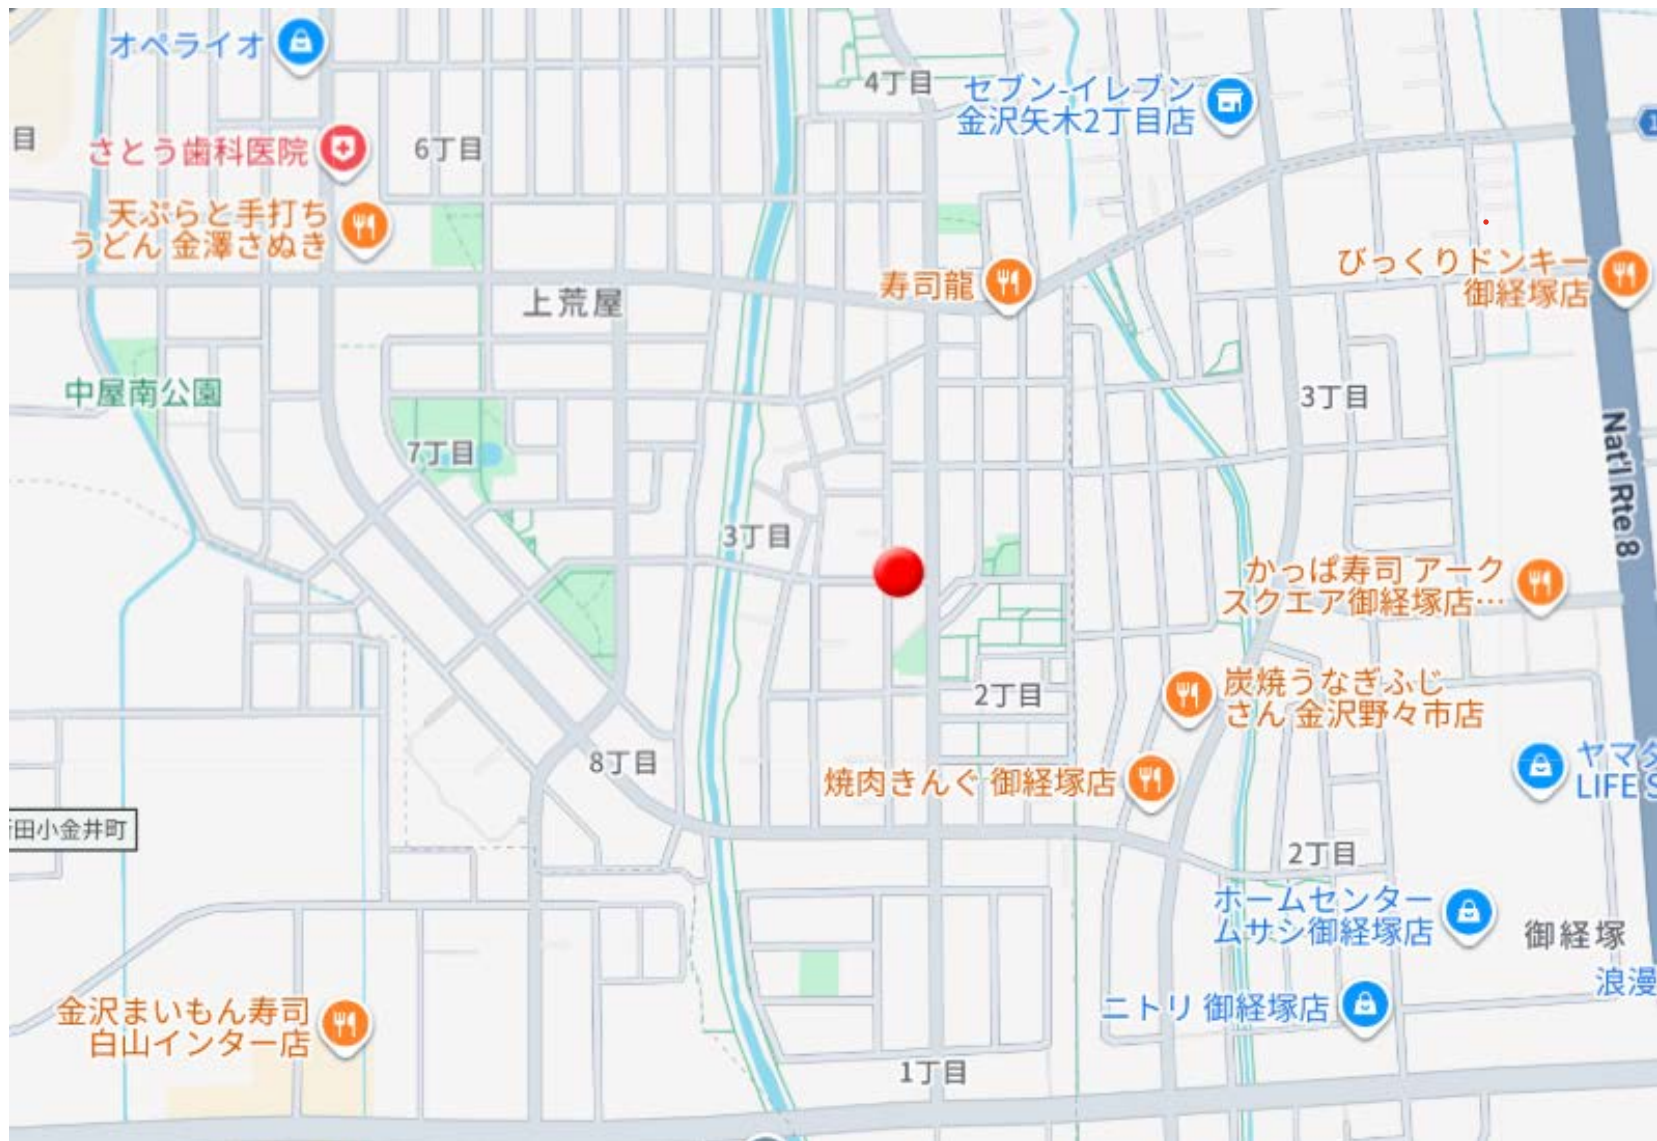 オペライオ
4丁目
セブン-イレブン
金沢矢木2丁目店
目
さとう歯科医院
6丁目
天ぷらと手打ち
うどん 金澤さぬき
寿司龍
びっくりドンキー
御経塚店
上荒屋
中屋南公園
3丁目
7丁目
Nat'l Rte 8
3丁目
かっぱ寿司 アーク
スクエア御経塚店…
2丁目
炭焼うなぎふじ
さん 金沢野々市店
8丁目
焼肉きんぐ 御経塚店
ヤマダ
LIFE S
田小金井町
2丁目
ホームセンター
ムサシ御経塚店
御経塚
浪漫
金沢まいもん寿司
白山インター店
ニトリ 御経塚店
1丁目